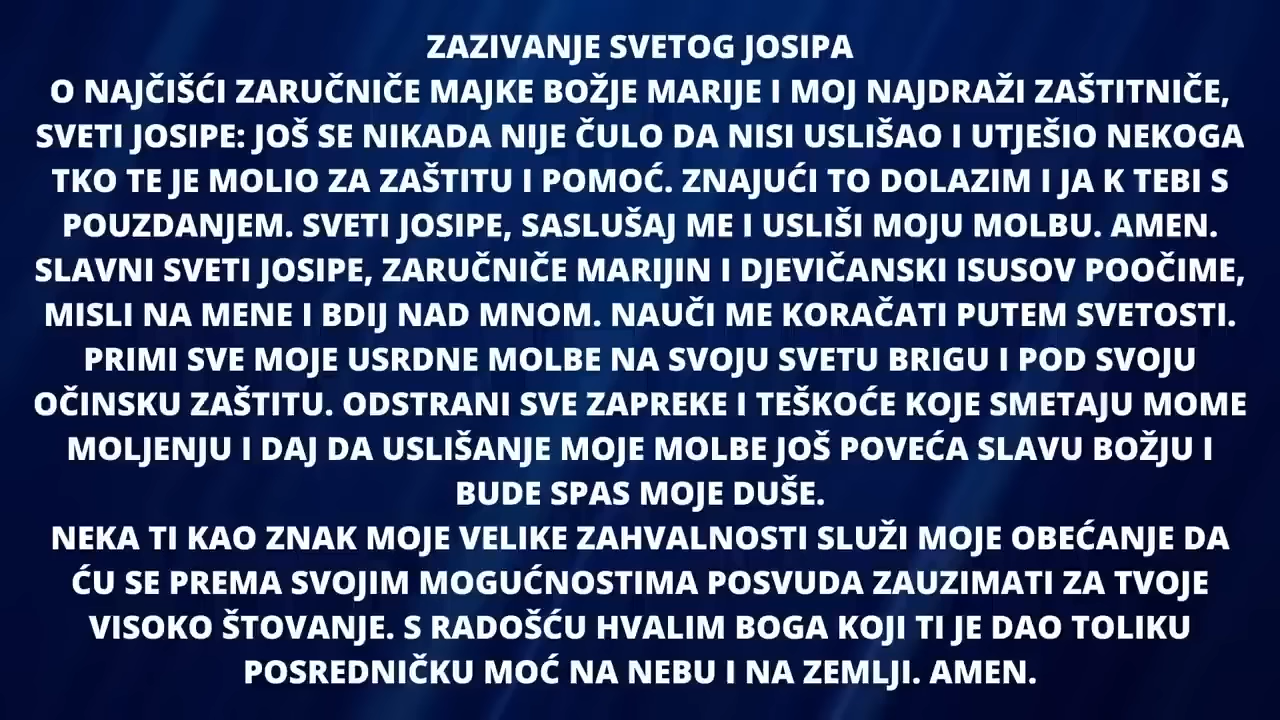 ZAZIVANJE SVETOG JOSIPA
O NAJČIŠĆI ZARUČNIČE MAJKE BOŽJE MARIJE I MOJ NAJDRAŽI ZAŠTITNIČE,
SVETI JOSIPE: JOŠ SE NIKADA NIJE ČULO DA NISI USLIŠAO I UTJEŠIO NEKOGA
TKO TE JE MOLIO ZA ZAŠTITU I POMOĆ. ZNAJUĆI TO DOLAZIM I JA K TEBI S
POUZDANJEM. SVETI JOSIPE, SASLUŠAJ ME I USLIŠI MOJU MOLBU. AMEN.
SLAVNI SVETI JOSIPE, ZARUČNIČE MARIJIN I DJEVIČANSKI ISUSOV POOČIME,
MISLI NA MENE I BDIJ NAD MNOM. NAUČI ME KORAČATI PUTEM SVETOSTI.
PRIMI SVE MOJE USRDNE MOLBE NA SVOJU SVETU BRIGU I POD SVOJU
OČINSKU ZAŠTITU. ODSTRANI SVE ZAPREKE I TEŠKOĆE KOJE SMETAJU MOME
MOLJENJU I DAJ DA USLIŠANJE MOJE MOLBE JOŠ POVEĆA SLAVU BOŽJU I
BUDE SPAS MOJE DUŠE.
NEKA TI KAO ZNAK MOJE VELIKE ZAHVALNOSTI SLUŽI MOJE OBEĆANJE DA
ĆU SE PREMA SVOJIM MOGUĆNOSTIMA POSVUDA ZAUZIMATI ZA TVOJE
VISOKO ŠTOVANJE. S RADOŠĆU HVALIM BOGA KOJI TI JE DAO TOLIKU
POSREDNIČKU MOĆ NA NEBU I NA ZEMLJI. AMEN.